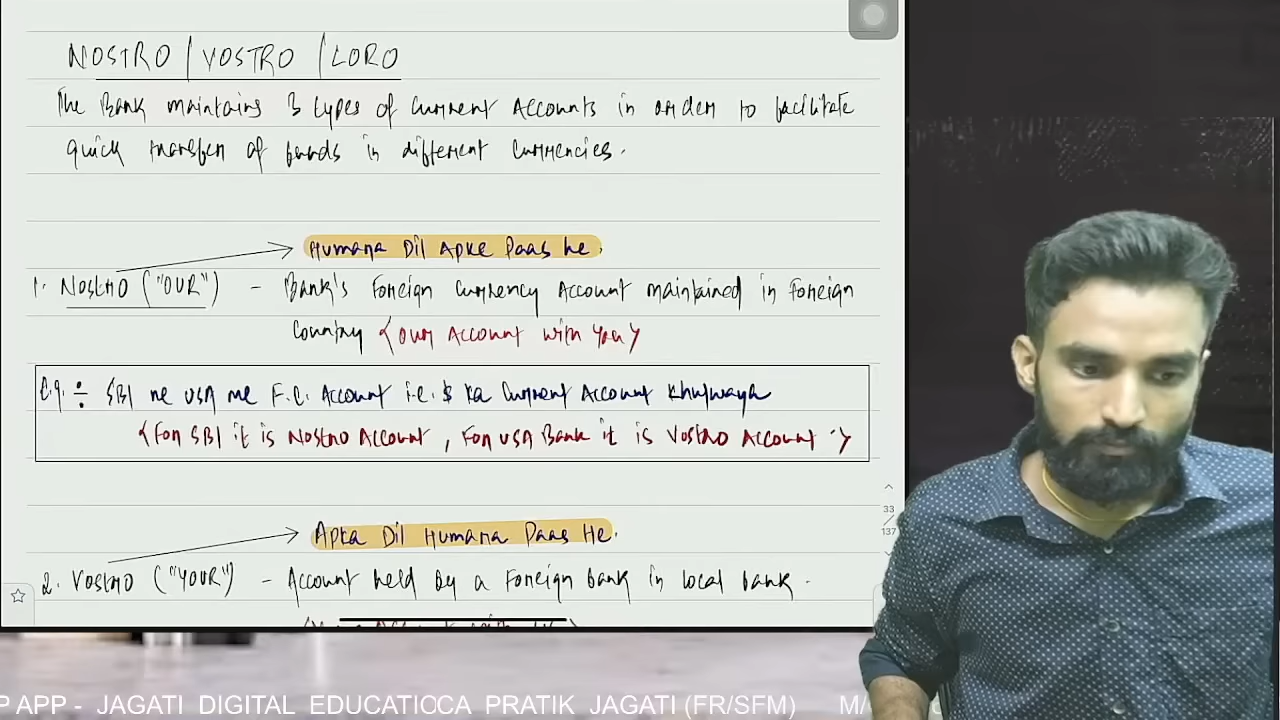 NOSTRO / VOSTRO / LORO
The Bank maintains 3 types of Current Accounts in order to facilitate
quick transfer of funds in different currencies.
Humara Dil Apke Paas he.
1. Nostro ("OUR") - Bank's Foreign Currency Account maintained in foreign
Country <Our Account with you>
E.g. ÷ SBI ne USA me F.C. Account i.e. $ ka Current Account khulwaya
<For SBI it is Nostro Account, For USA Bank it is Vostro Account.>
33
137
Apka Dil Humara Paas He.
2. Vostro ("YOUR") - Account held by a foreign bank in local bank.
P APP - JAGATI DIGITAL EDUCATIOCA PRATIK JAGATI (FR/SFM) M/